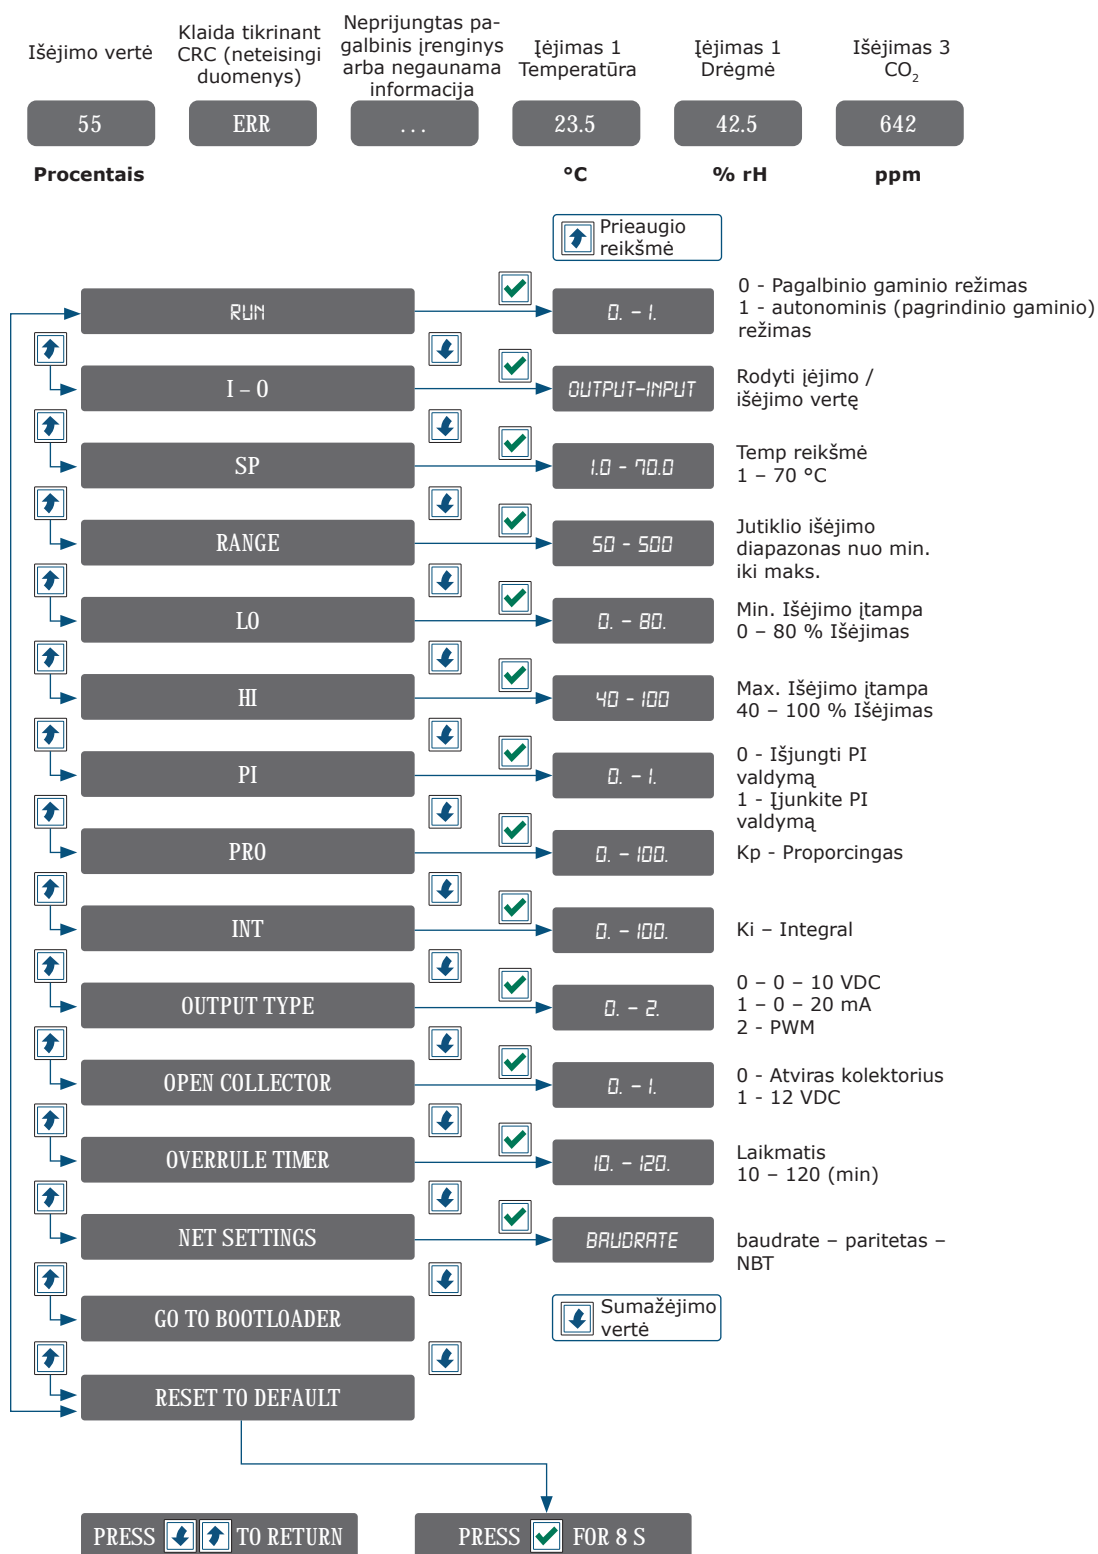 Išėjimo vertė
Klaida tikrinant
CRC (neteisingi
duomenys)
Neprijungtas pa-
galbinis įrenginys
arba negaunama
informacija
Įėjimas 1
Temperatūra
Įėjimas 1
Drėgmė
Išėjimas 3
CO₂
55
ERR
...
23.5
42.5
642
Procentais
°C
% rH
ppm
Prieaugio
reikšmė
RUN
0. – 1.
0 - Pagalbinio gaminio režimas
1 - autonominis (pagrindinio gaminio)
režimas
I – O
OUTPUT-INPUT
Rodyti įėjimo /
išėjimo vertę
SP
1.0 – 70.0
Temp reikšmė
1 – 70 °C
RANGE
50 - 500
Jutiklio išėjimo
diapazonas nuo min.
iki maks.
LO
0. – 80.
Min. Išėjimo įtampa
0 – 80 % Išėjimas
HI
40 - 100
Max. Išėjimo įtampa
40 – 100 % Išėjimas
PI
0. – 1.
0 - Išjungti PI
valdymą
1 - Įjunkite PI
valdymą
PRO
0. – 100.
Kp - Proporcingas
INT
0. – 100.
Ki – Integral
OUTPUT TYPE
0. – 2.
0 – 0 – 10 VDC
1 – 0 – 20 mA
2 - PWM
OPEN COLLECTOR
0. – 1.
0 - Atviras kolektorius
1 - 12 VDC
OVERRULE TIMER
10. – 120.
Laikmatis
10 – 120 (min)
NET SETTINGS
BAUDRATE
baudrate – paritetas –
NBT
GO TO BOOTLOADER
Sumažėjimo
vertė
RESET TO DEFAULT
PRESS TO RETURN
PRESS FOR 8 S